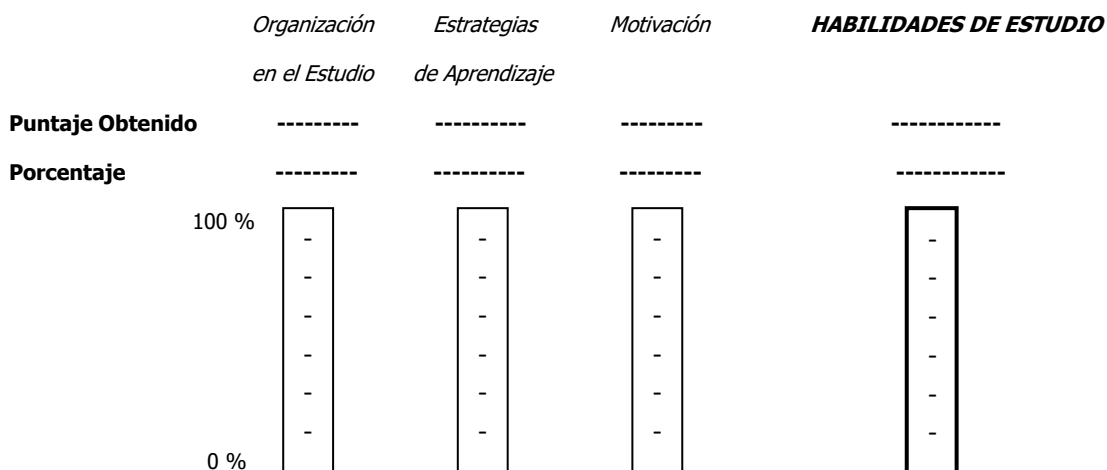 Organización Estrategias Motivación HABILIDADES DE ESTUDIO
en el Estudio de Aprendizaje
Puntaje Obtenido --------- ---------- --------- ------------
Porcentaje --------- ---------- --------- ------------
100 %
- - - -
- - - -
- - - -
- - - -
- - - -
- - - -
0 %